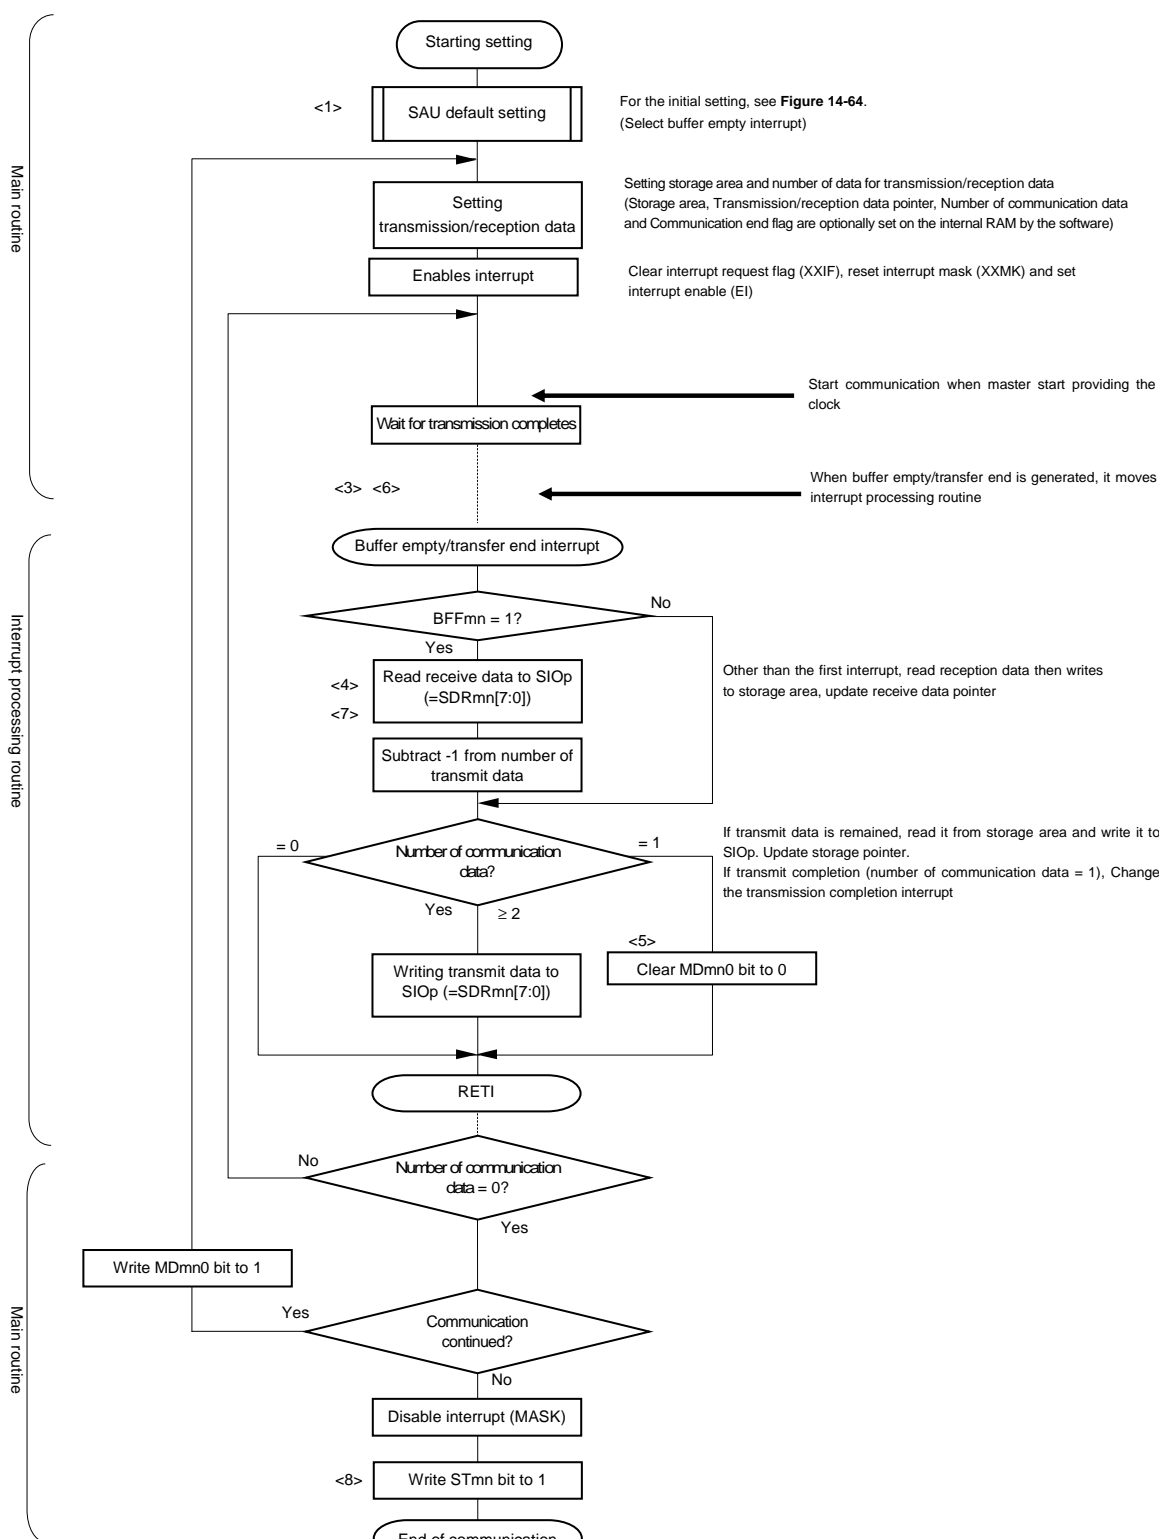 Starting setting
<1>
SAU default setting
For the initial setting, see Figure 14-64.
(Select buffer empty interrupt)
Main routine
Setting
transmission/reception data
Setting storage area and number of data for transmission/reception data
(Storage area, Transmission/reception data pointer, Number of communication data
and Communication end flag are optionally set on the internal RAM by the software)
Enables interrupt
Clear interrupt request flag (XXIF), reset interrupt mask (XXMK) and set
interrupt enable (EI)
Start communication when master start providing the
clock
Wait for transmission completes
<3> <6>
When buffer empty/transfer end is generated, it moves
interrupt processing routine
Buffer empty/transfer end interrupt
Interrupt processing routine
BFFmn = 1?
No
Yes
<4>
<7>
Read receive data to SIOp
(=SDRmn[7:0])
Other than the first interrupt, read reception data then writes
to storage area, update receive data pointer
Subtract -1 from number of
transmit data
= 0
Number of communication
data?
= 1
If transmit data is remained, read it from storage area and write it to
SIOp. Update storage pointer.
If transmit completion (number of communication data = 1), Change
the transmission completion interrupt
Yes
≥ 2
<5>
Writing transmit data to
SIOp (=SDRmn[7:0])
Clear MDmn0 bit to 0
RETI
No
Number of communication
data = 0?
Yes
Write MDmn0 bit to 1
Main routine
Yes
Communication
continued?
No
Disable interrupt (MASK)
<8>
Write STmn bit to 1
End of communication